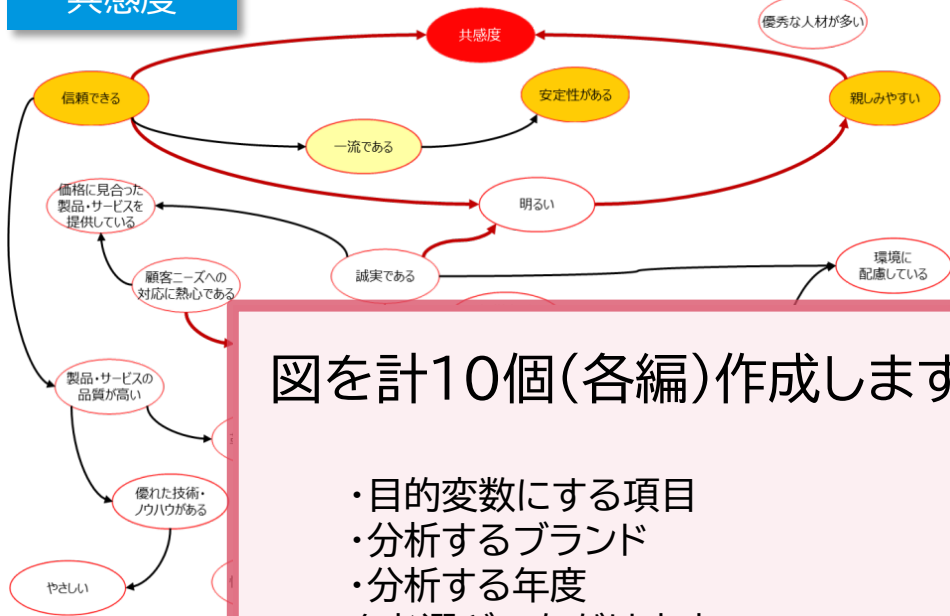 共感度
共感度
優秀な人材が多い
信頼できる
安定性がある
親しみやすい
一流である
価格に見合った
製品・サービスを
提供している
明るい
誠実である
環境に
配慮している
顧客ニーズへの
対応に熱心である
図を計10個(各編)作成します
製品・サービスの
品質が高い
・目的変数にする項目
優れた技術・
ノウハウがある
・分析するブランド
・分析する年度
やさしい